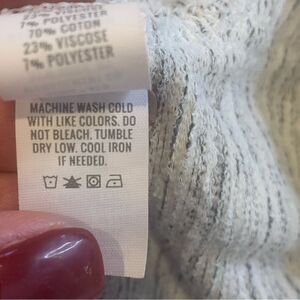 7% POLYESTER
70% COTON
23% VISCOSE
7% POLYESTER
MACHINE WASH COLD
WITH LIKE COLORS. DO
NOT BLEACH. TUMBLE
DRY LOW. COOL IRON
IF NEEDED.